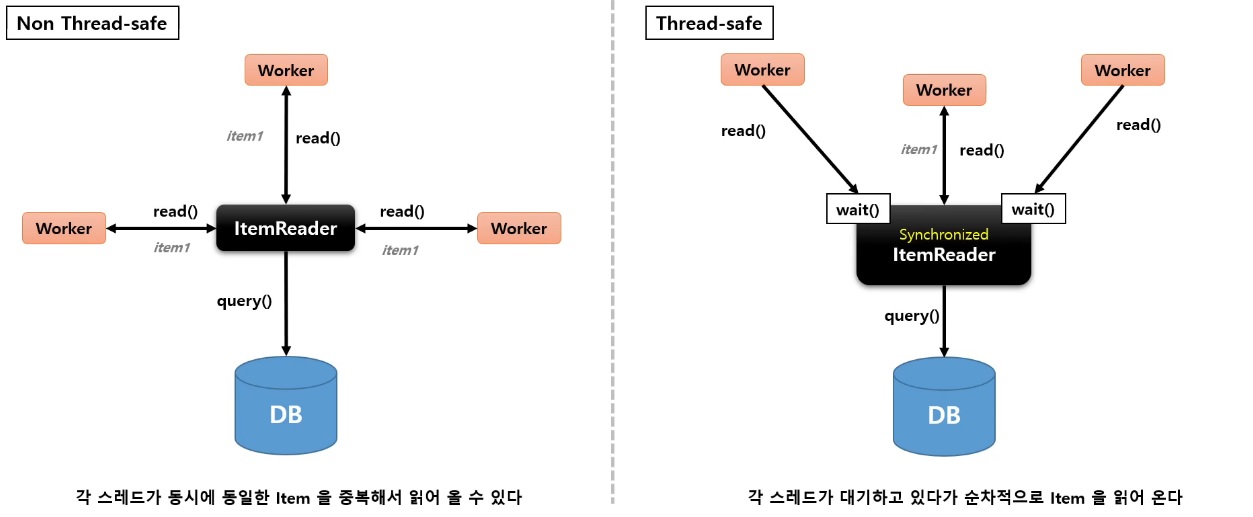 Non Thread-safe
Worker
item1
read()
read()
read()
Worker
ItemReader
Worker
item1
item1
query()
DB
각 스레드가 동시에 동일한 Item 을 중복해서 읽어 올 수 있다
Thread-safe
Worker
Worker
Worker
read()
read()
item1
read()
wait()
wait()
Synchronized
ItemReader
query()
DB
각 스레드가 대기하고 있다가 순차적으로 Item 을 읽어 온다